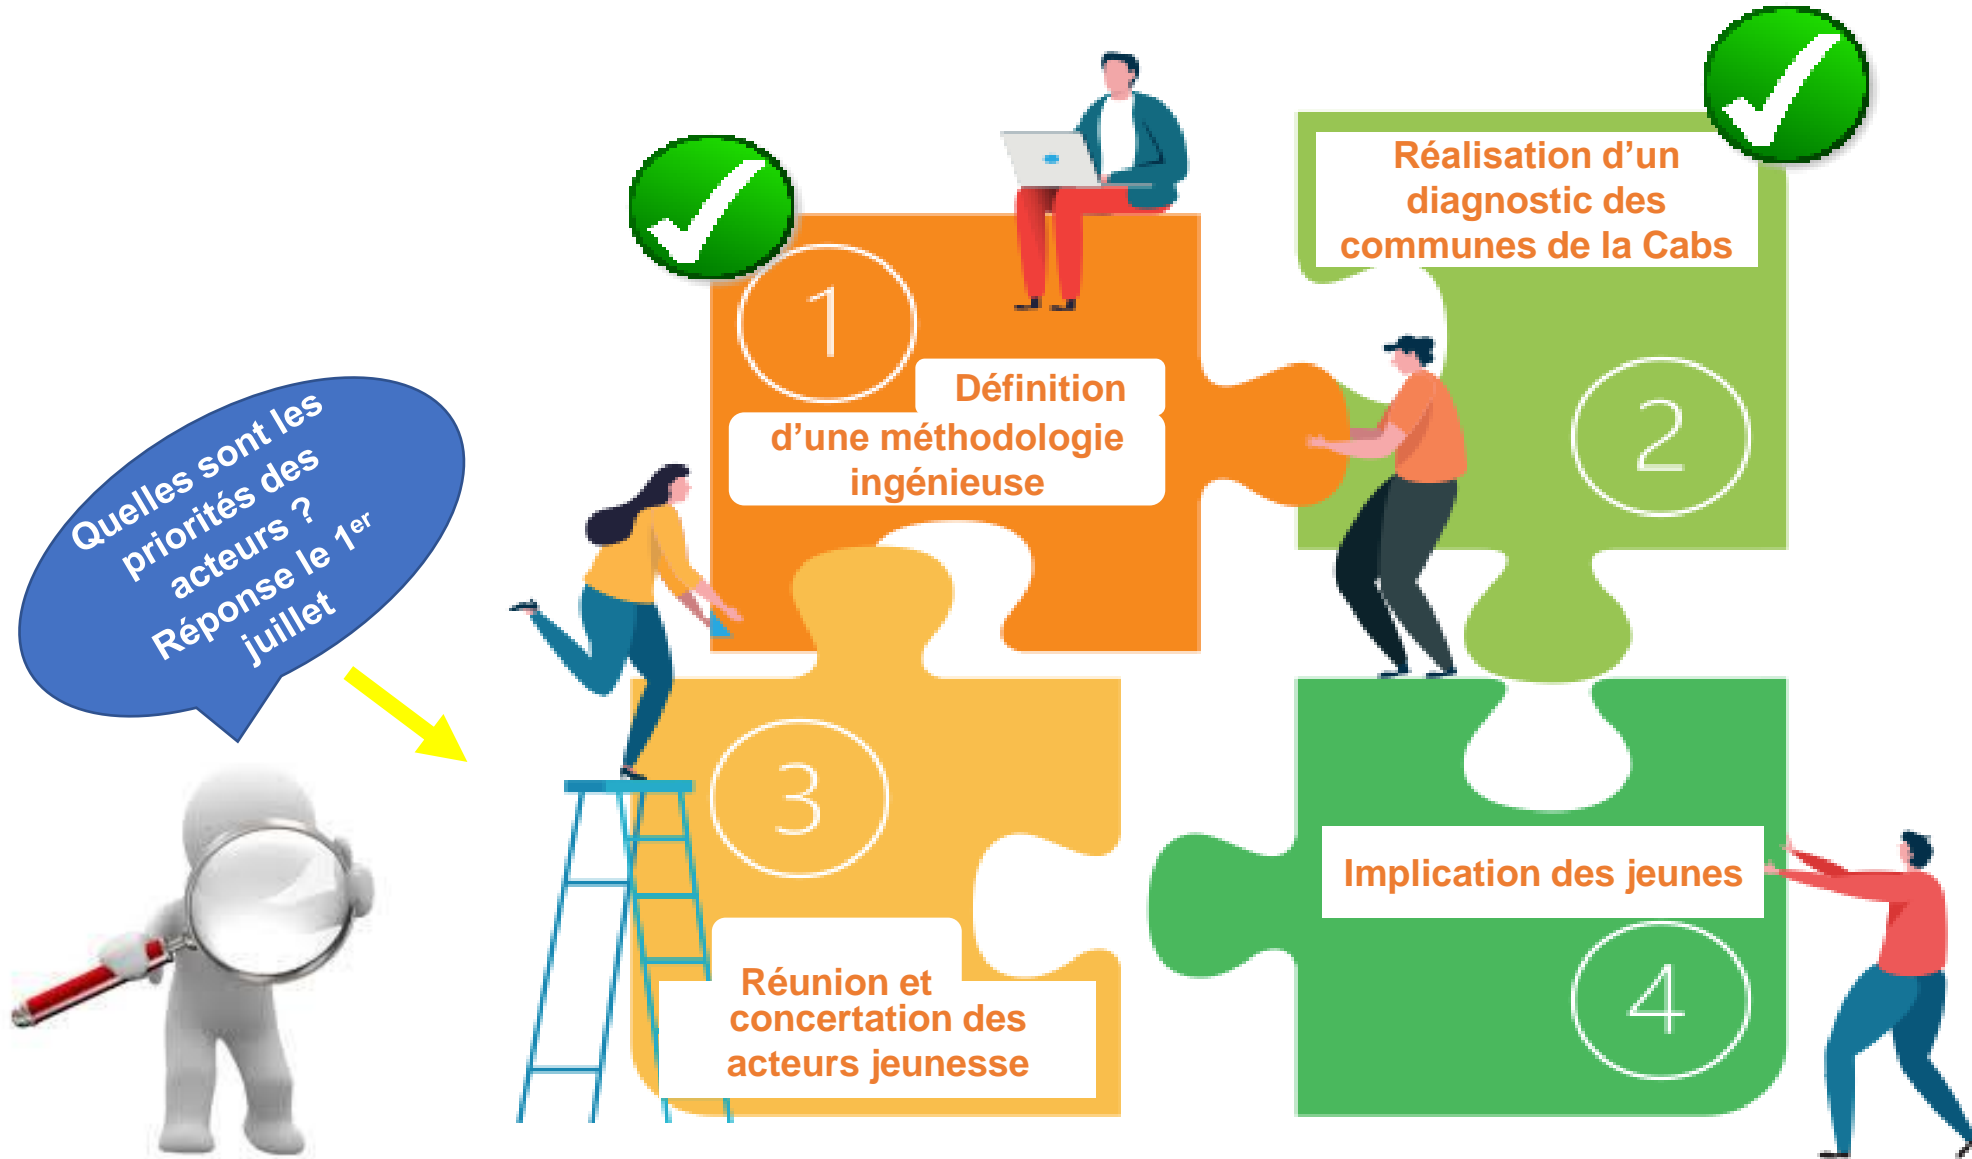 1
Définition
d’une méthodologie
ingénieuse
Réalisation d’un
diagnostic des
communes de la Cabs
2
Quelles sont les
priorités des
acteurs ?
Réponse le 1er
juillet
3
Réunion et
concertation des
acteurs jeunesse
Implication des jeunes
4